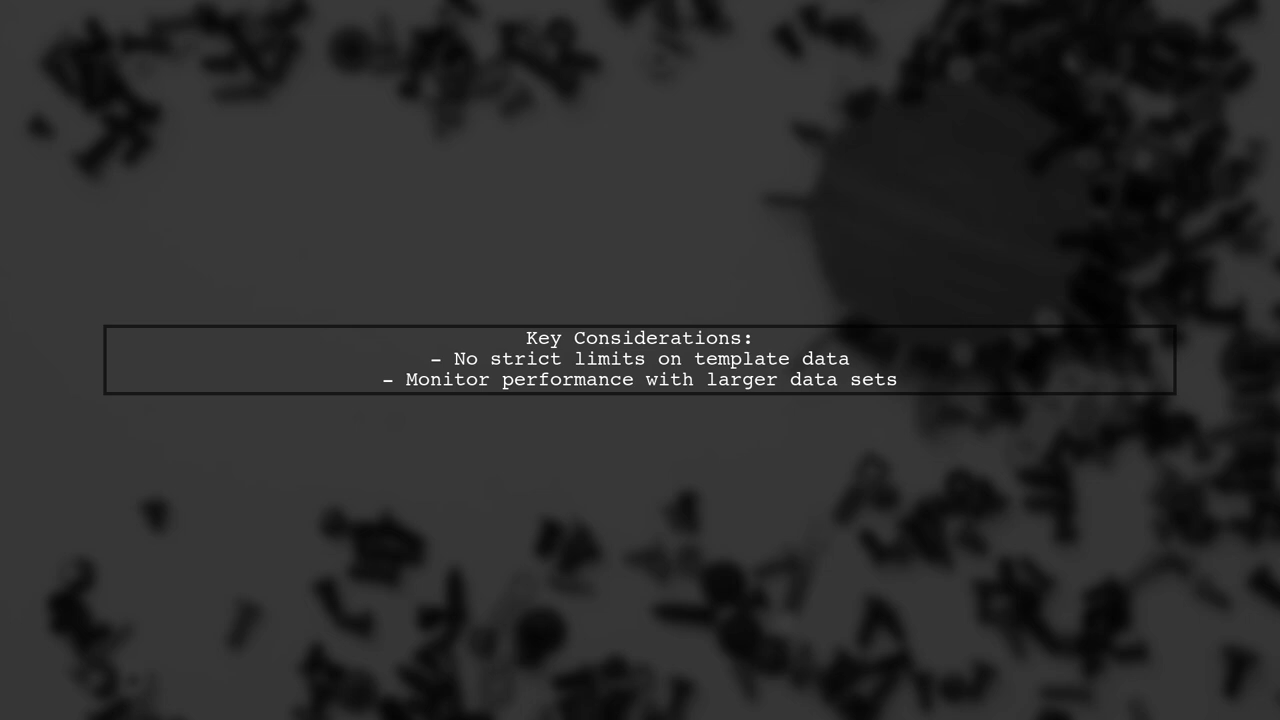 Key Considerations:
- No strict limits on template data
- Monitor performance with larger data sets